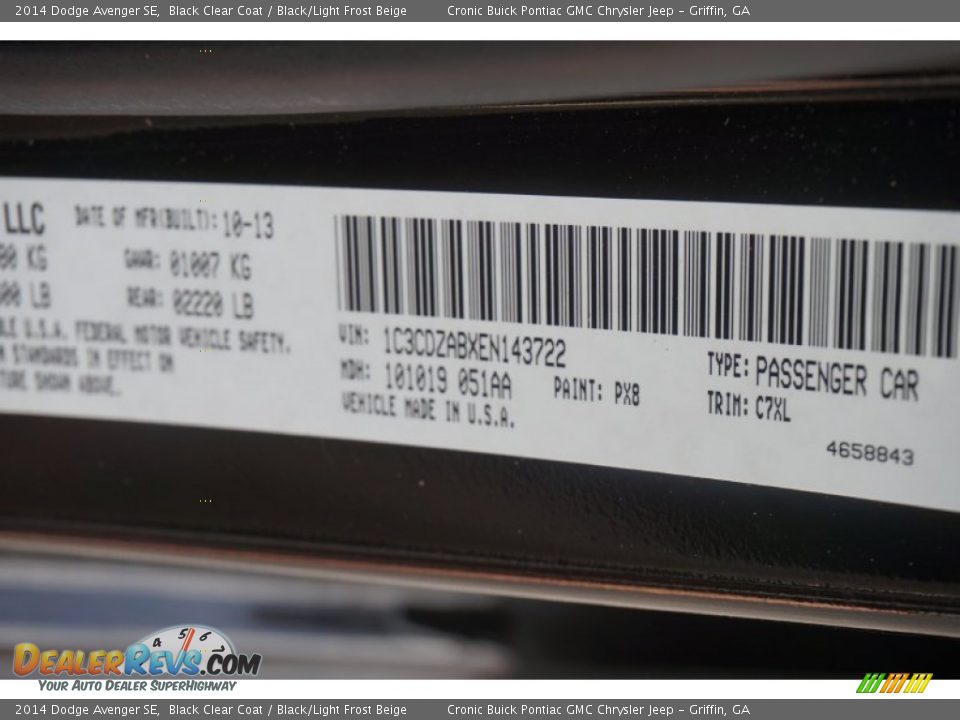 2014 Dodge Avenger SE, Black Clear Coat / Black/Light Frost Beige Cronic Buick Pontiac GMC Chrysler Jeep - Griffin, GA
LLC DATE OF MFR(BUILT): 10-13
KG GAWR: 01007 KG
LB REAR: 02220 LB
U.S.A. FEDERAL MOTOR VEHICLE SAFETY,
STANDARDS IN EFFECT ON
SHOWN ABOVE.
VIN: 1C3CDZABXEN143722 TYPE: PASSENGER CAR
MDH: 101019 051AA PAINT: PX8 TRIM: C7XL
VEHICLE MADE IN U.S.A.
4658843
4 5 6 7
DEALERREVS.COM
YOUR AUTO DEALER SUPERHIGHWAY
2014 Dodge Avenger SE, Black Clear Coat / Black/Light Frost Beige Cronic Buick Pontiac GMC Chrysler Jeep - Griffin, GA